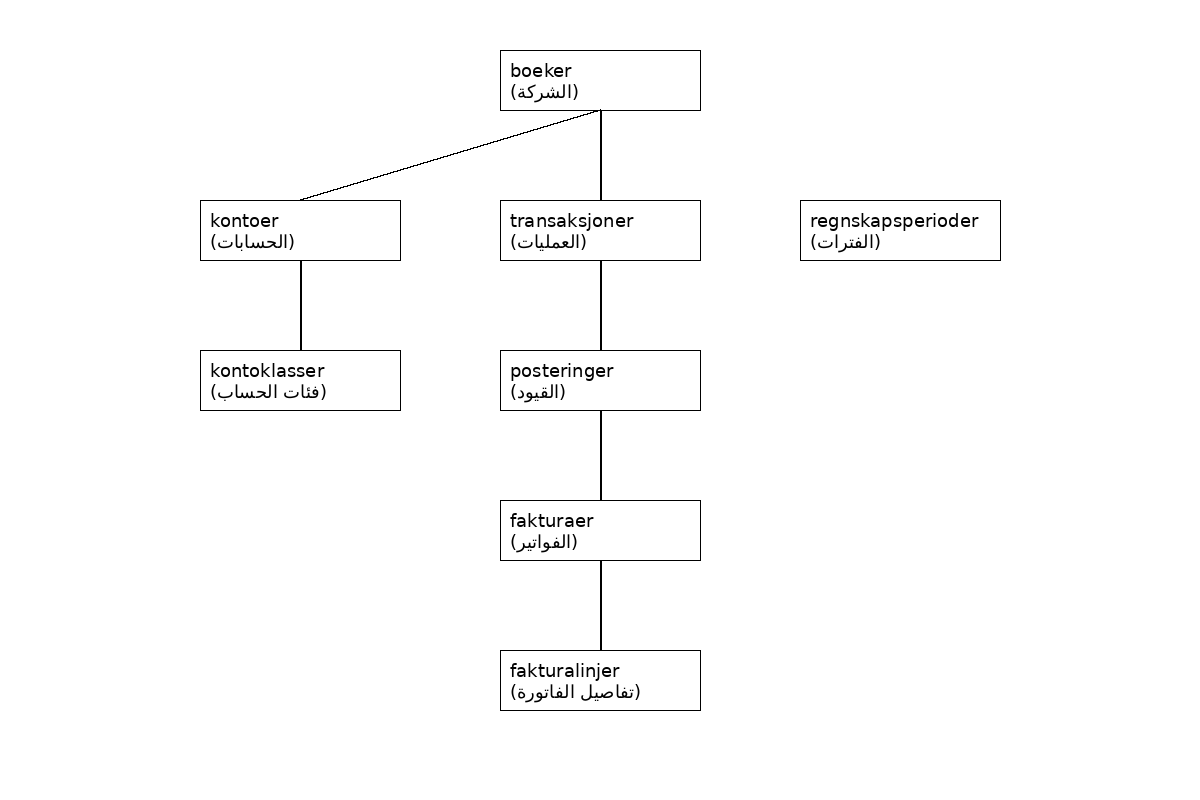 boeker
(الشركة)
kontoer
(الحسابات)
transaksjoner
(العمليات)
regnskapsperioder
(الفترات)
kontoklasser
(فئات الحساب)
posteringer
(القيود)
fakturaer
(الفواتير)
fakturalinjer
(تفاصيل الفاتورة)